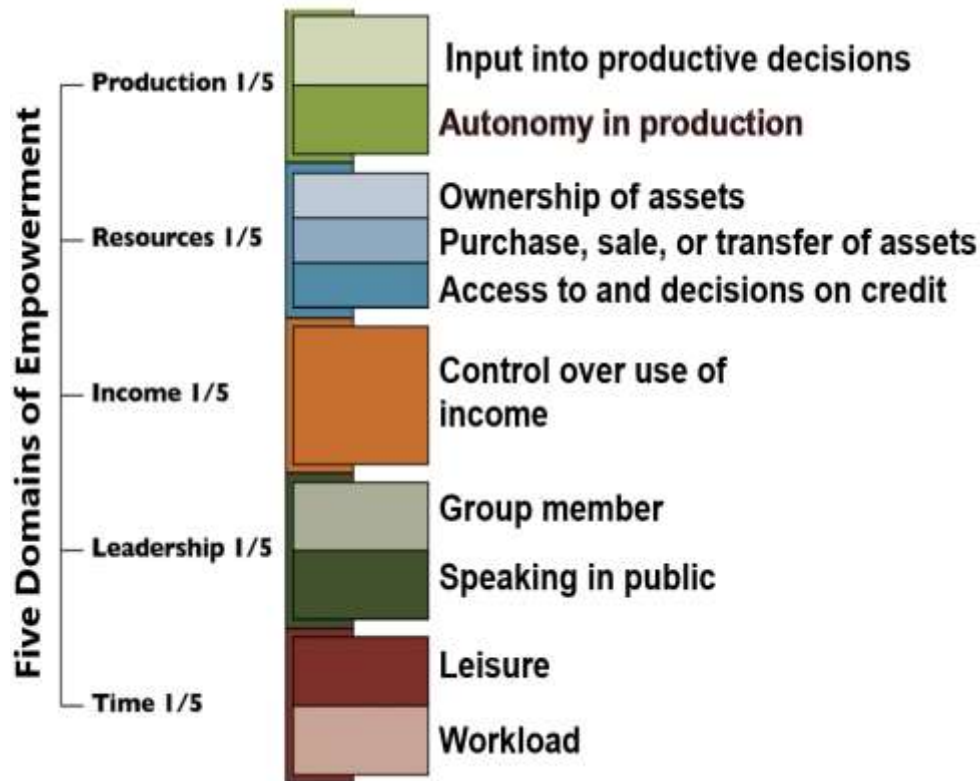 Five Domains of Empowerment
Production 1/5
Input into productive decisions
Autonomy in production
Resources 1/5
Ownership of assets
Purchase, sale, or transfer of assets
Access to and decisions on credit
Income 1/5
Control over use of
income
Leadership 1/5
Group member
Speaking in public
Time 1/5
Leisure
Workload